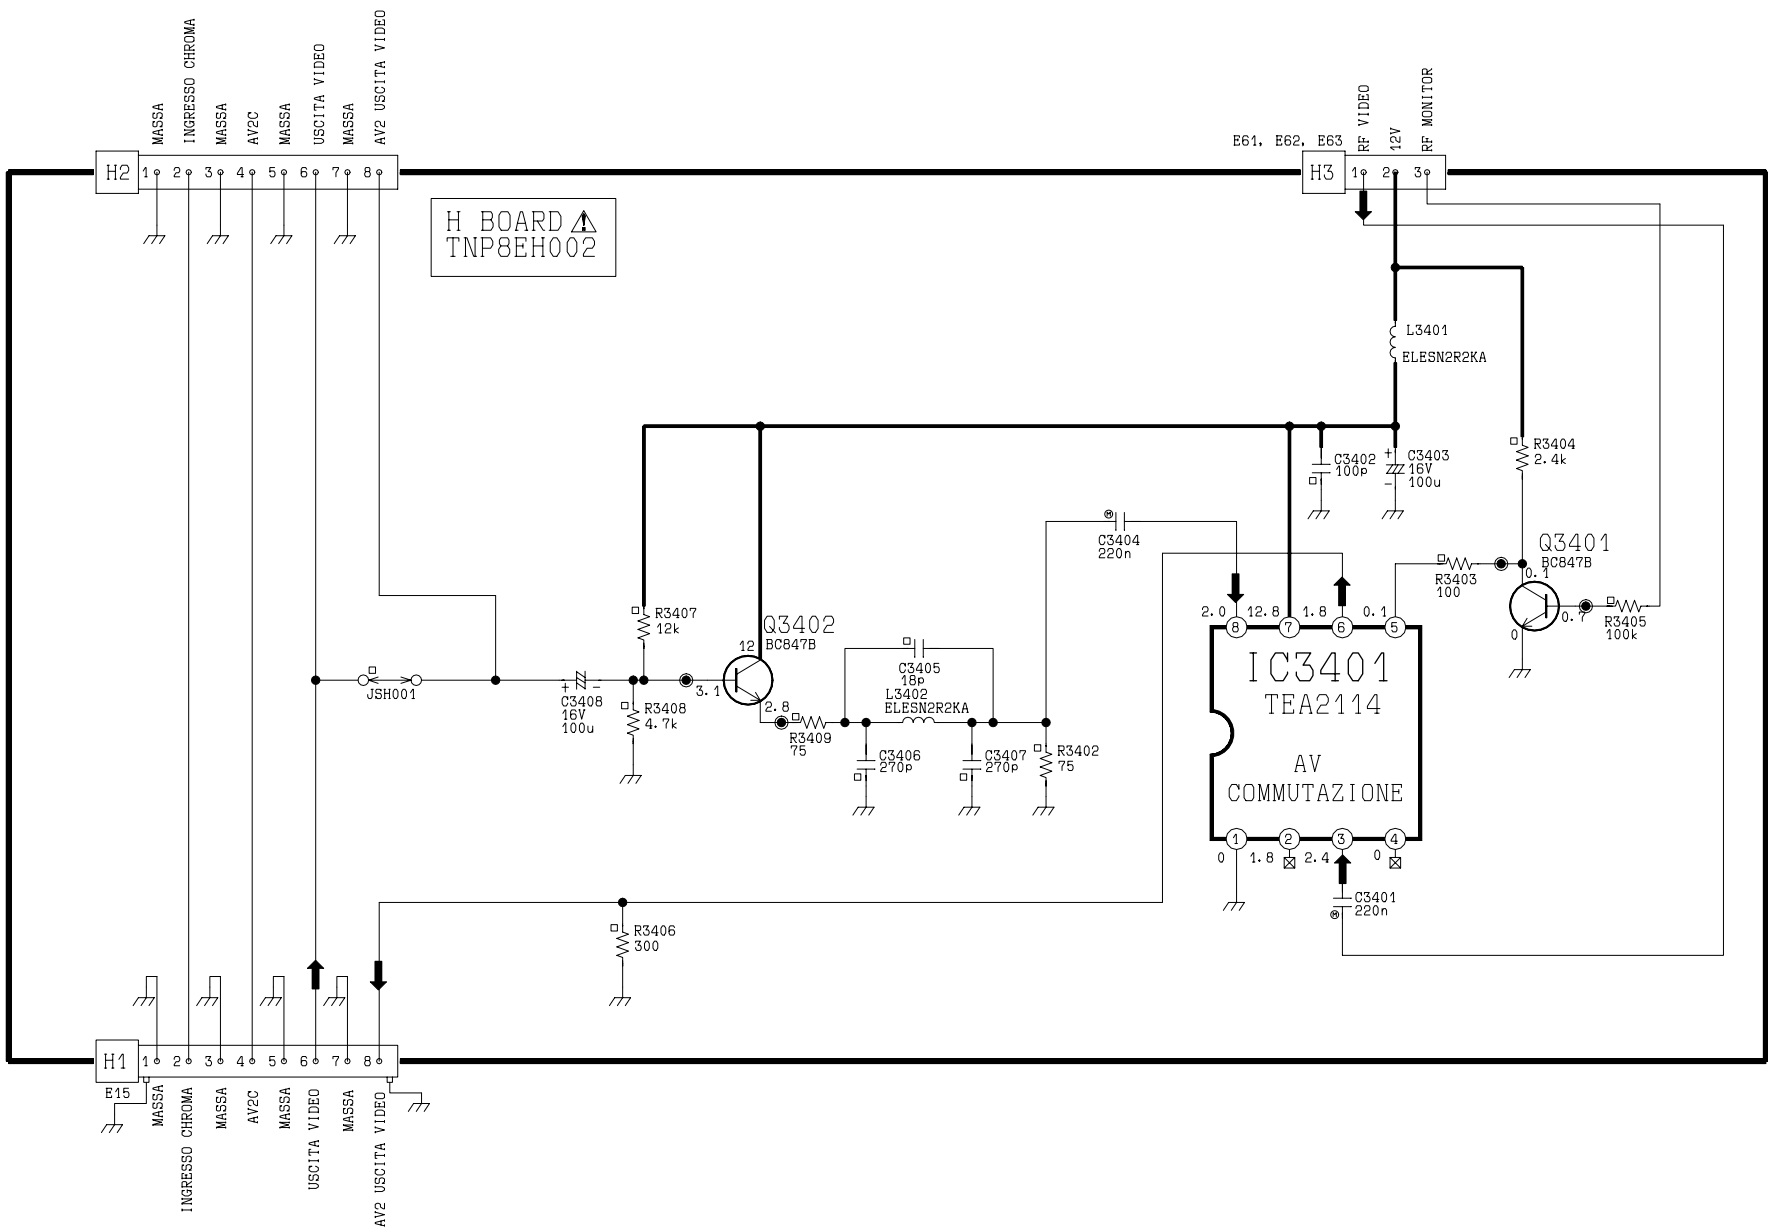 MASSA
INGRESSO CHROMA
MASSA
AV2C
MASSA
USCITA VIDEO
MASSA
AV2 USCITA VIDEO
H2
1 2 3 4 5 6 7 8
E61, E62, E63
RF VIDEO
12V
RF MONITOR
H3
1 2 3
H BOARD
TNP8EH002
L3401
ELESN2R2KA
C3402
100p
C3403
16V
100u
+
-
R3404
2.4k
C3404
220n
M
R3403
100
Q3401
BC847B
0.1
0.7
0
R3405
100k
R3407
12k
Q3402
BC847B
12
3.1
2.8
JSH001
+ -
C3408
16V
100u
R3408
4.7k
C3405
18p
L3402
ELESN2R2KA
R3409
75
C3406
270p
C3407
270p
R3402
75
2.0 12.8 1.8 0.1
8 7 6 5
IC3401
TEA2114
AV
COMMUTAZIONE
1 2 3 4
0 1.8 2.4 0
C3401
220n
M
R3406
300
H1
1 2 3 4 5 6 7 8
E15
MASSA
INGRESSO CHROMA
MASSA
AV2C
MASSA
USCITA VIDEO
MASSA
AV2 USCITA VIDEO